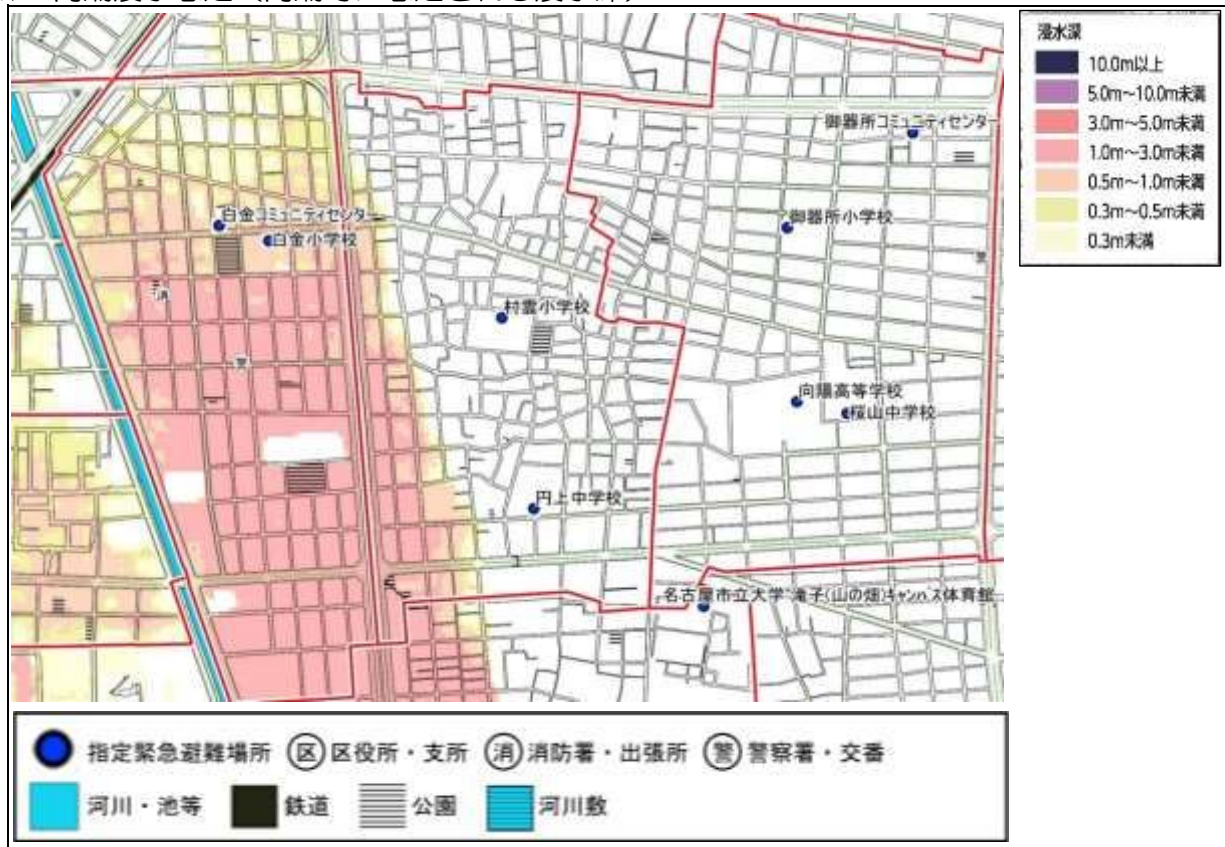 浸水深
10.0m以上
5.0m～10.0m未満
3.0m～5.0m未満
1.0m～3.0m未満
0.5m～1.0m未満
0.3m～0.5m未満
0.3m未満
御器所コミュニティセンター
白金コミュニティセンター
御器所小学校
白金小学校
消
村雲小学校
警
向陽高等学校
桜山中学校
円上中学校
名古屋市立大学 滝子(山の畑)キャンパス体育館
指定緊急避難場所 区 区役所・支所 消 消防署・出張所 警 警察署・交番
河川・池等 鉄道 公園 河川敷